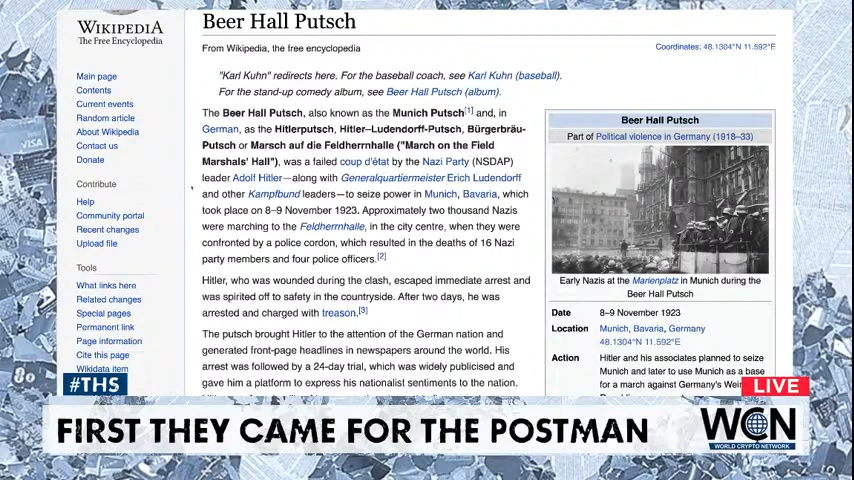 WIKIPEDIA
The Free Encyclopedia
Main page
Contents
Current events
Random article
About Wikipedia
Contact us
Donate
Contribute
Help
Community portal
Recent changes
Upload file
Tools
What links here
Related changes
Special pages
Permanent link
Page information
Cite this page
Wikidata item
Beer Hall Putsch
From Wikipedia, the free encyclopedia
Coordinates: 48.1304°N 11.592°E
"Karl Kuhn" redirects here. For the baseball coach, see Karl Kuhn (baseball).
For the stand-up comedy album, see Beer Hall Putsch (album).
The Beer Hall Putsch, also known as the Munich Putsch[1] and, in
German, as the Hitlerputsch, Hitler–Ludendorff-Putsch, Bürgerbräu-
Putsch or Marsch auf die Feldherrnhalle ("March on the Field
Marshals' Hall"), was a failed coup d'état by the Nazi Party (NSDAP)
leader Adolf Hitler—along with Generalquartiermeister Erich Ludendorff
and other Kampfbund leaders—to seize power in Munich, Bavaria, which
took place on 8–9 November 1923. Approximately two thousand Nazis
were marching to the Feldherrnhalle, in the city centre, when they were
confronted by a police cordon, which resulted in the deaths of 16 Nazi
party members and four police officers.[2]
Hitler, who was wounded during the clash, escaped immediate arrest and
was spirited off to safety in the countryside. After two days, he was
arrested and charged with treason.[3]
The putsch brought Hitler to the attention of the German nation and
generated front-page headlines in newspapers around the world. His
arrest was followed by a 24-day trial, which was widely publicised and
gave him a platform to express his nationalist sentiments to the nation.
Beer Hall Putsch
Part of Political violence in Germany (1918–33)
Early Nazis at the Marienplatz in Munich during the
Beer Hall Putsch
Date 8–9 November 1923
Location Munich, Bavaria, Germany
48.1304°N 11.592°E
Action Hitler and his associates planned to seize
Munich and later to use Munich as a base
for a march against Germany's
VISA
#THS
LIVE
FIRST THEY CAME FOR THE POSTMAN
WCN
WORLD CRYPTO NETWORK